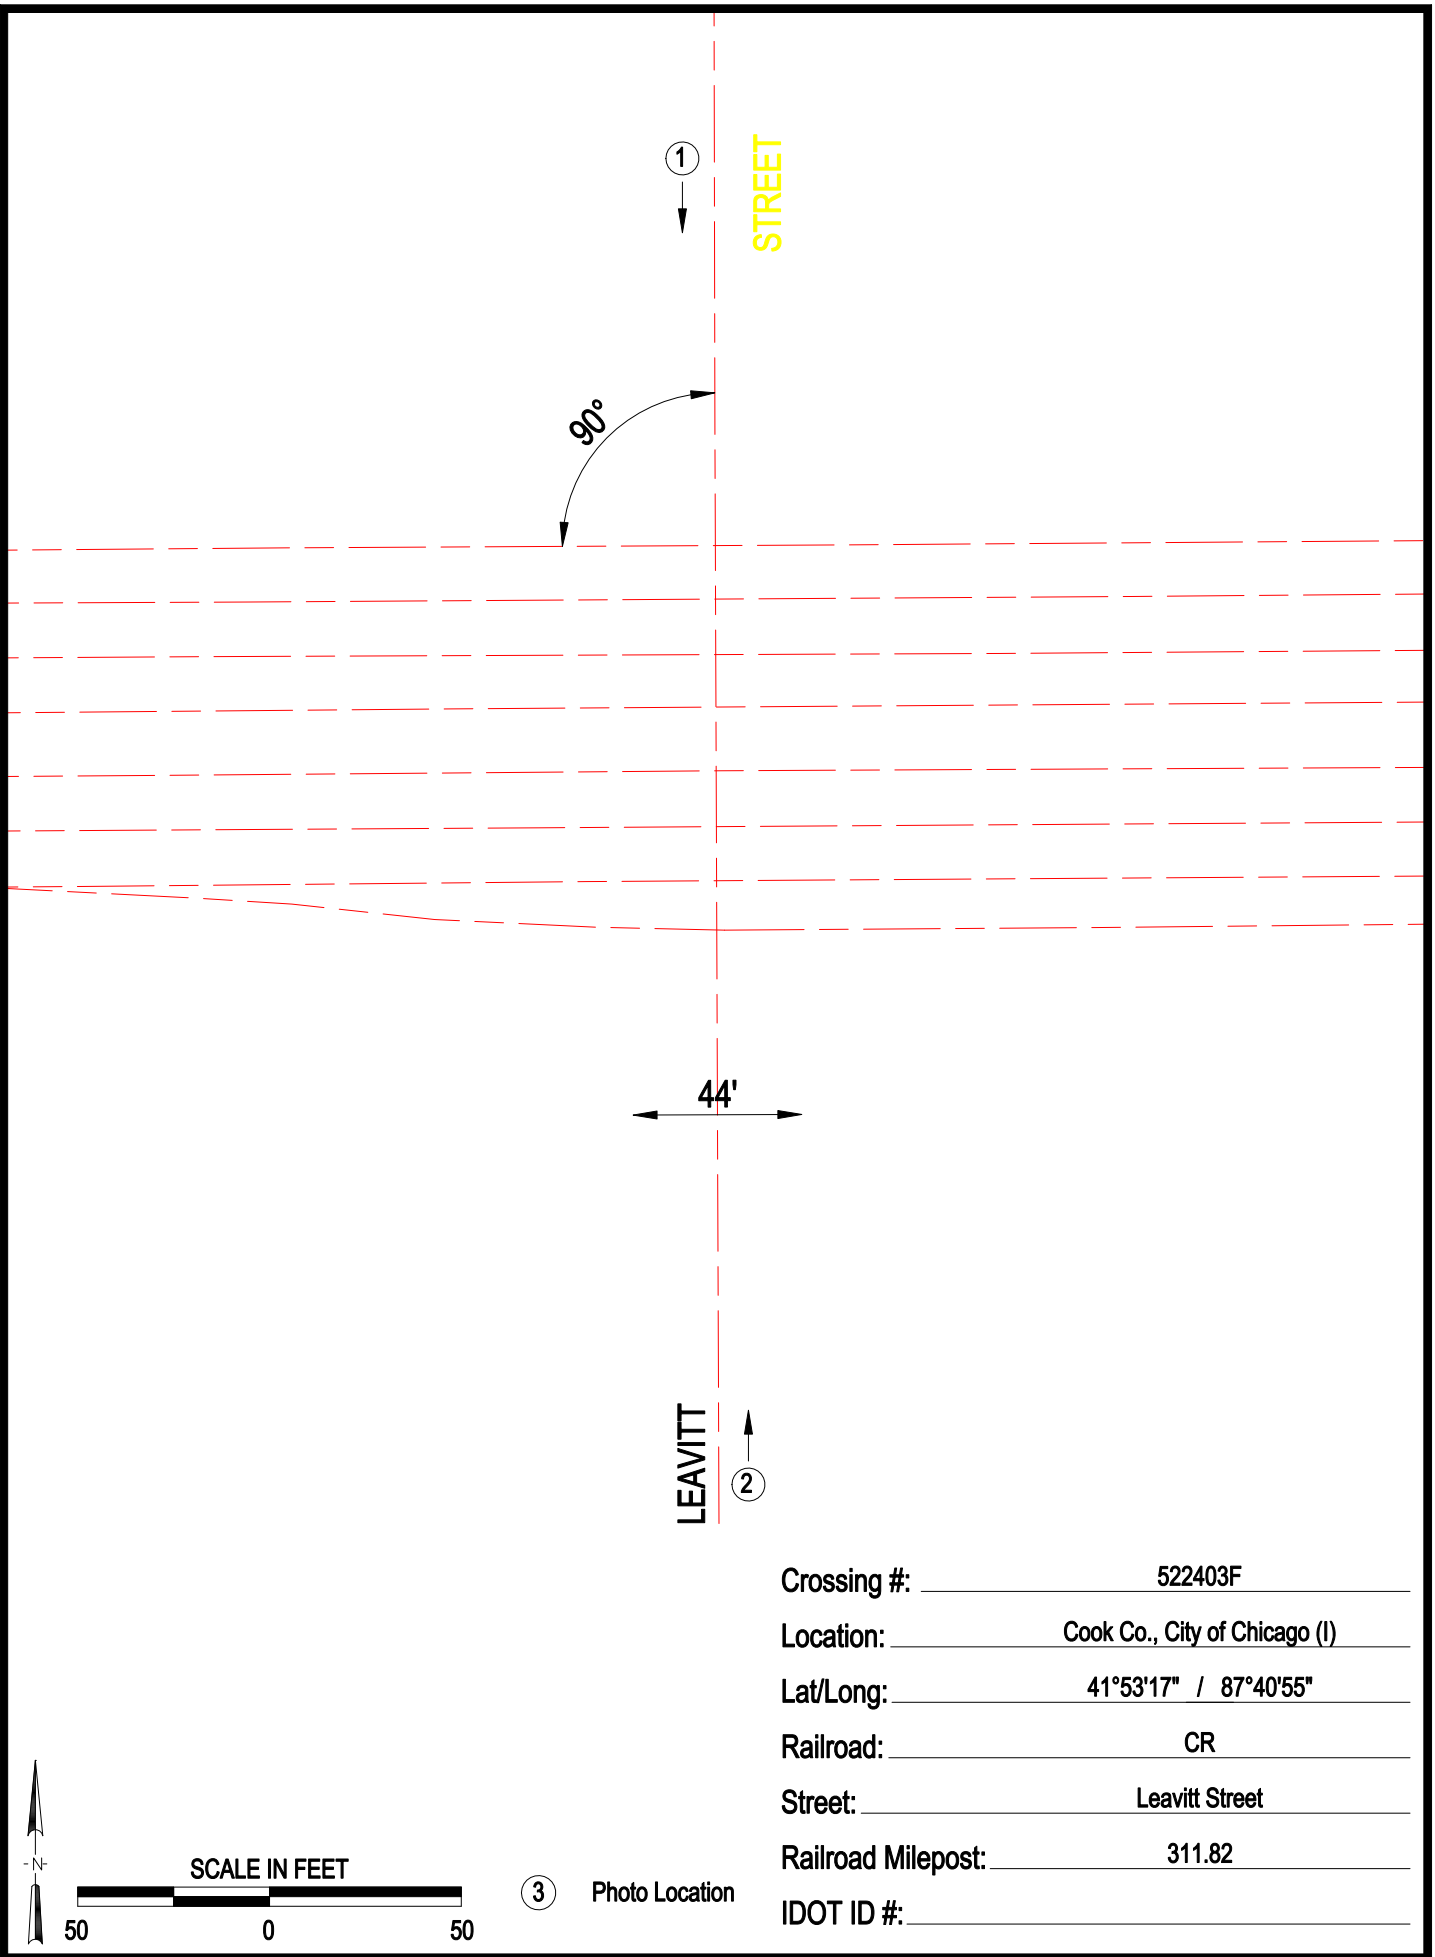 1
STREET
90°
44'
LEAVITT
2
Crossing #: 522403F
Location: Cook Co., City of Chicago (I)
Lat/Long: 41°53'17" / 87°40'55"
Railroad: CR
Street: Leavitt Street
Railroad Milepost: 311.82
IDOT ID #:
-N-
SCALE IN FEET
50 0 50
3 Photo Location